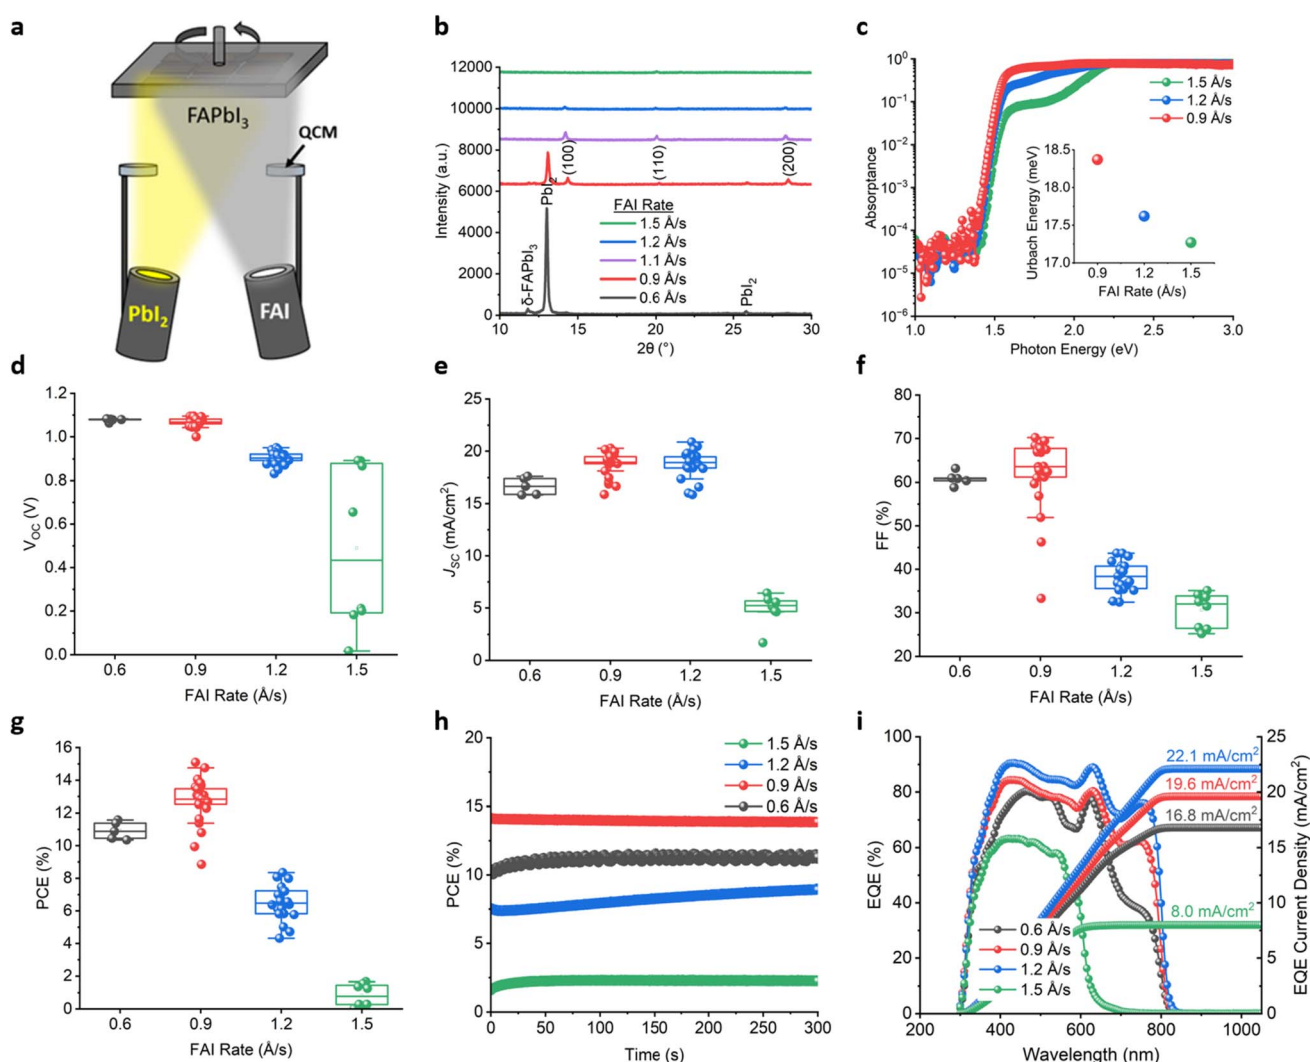 a
FAPbI3
QCM
PbI2
FAI
b
12000
10000
8000
6000
4000
2000
0
Intensity (a.u.)
(100)
(110)
(200)
PbI2
δ-FAPbI3
PbI2
FAI Rate
1.5 Å/s
1.2 Å/s
1.1 Å/s
0.9 Å/s
0.6 Å/s
10 15 20 25 30
2θ (°)
c
10^0
10^-1
10^-2
10^-3
10^-4
10^-5
10^-6
Absorptance
1.5 Å/s
1.2 Å/s
0.9 Å/s
18.5
18.0
17.5
17.0
Urbach Energy (meV)
0.9 1.2 1.5
FAI Rate (Å/s)
1.0 1.5 2.0 2.5 3.0
Photon Energy (eV)
d
1.2
1.0
0.8
0.6
0.4
0.2
0.0
VOC (V)
0.6 0.9 1.2 1.5
FAI Rate (Å/s)
e
25
20
15
10
5
0
JSC (mA/cm²)
0.6 0.9 1.2 1.5
FAI Rate (Å/s)
f
80
70
60
50
40
30
20
FF (%)
0.6 0.9 1.2 1.5
FAI Rate (Å/s)
g
16
14
12
10
8
6
4
2
0
PCE (%)
0.6 0.9 1.2 1.5
FAI Rate (Å/s)
h
20
15
10
5
0
PCE (%)
1.5 Å/s
1.2 Å/s
0.9 Å/s
0.6 Å/s
0 50 100 150 200 250 300
Time (s)
i
100
80
60
40
20
0
EQE (%)
22.1 mA/cm²
19.6 mA/cm²
16.8 mA/cm²
8.0 mA/cm²
0.6 Å/s
0.9 Å/s
1.2 Å/s
1.5 Å/s
25
20
15
10
5
0
EQE Current Density (mA/cm²)
200 400 600 800 1000
Wavelength (nm)